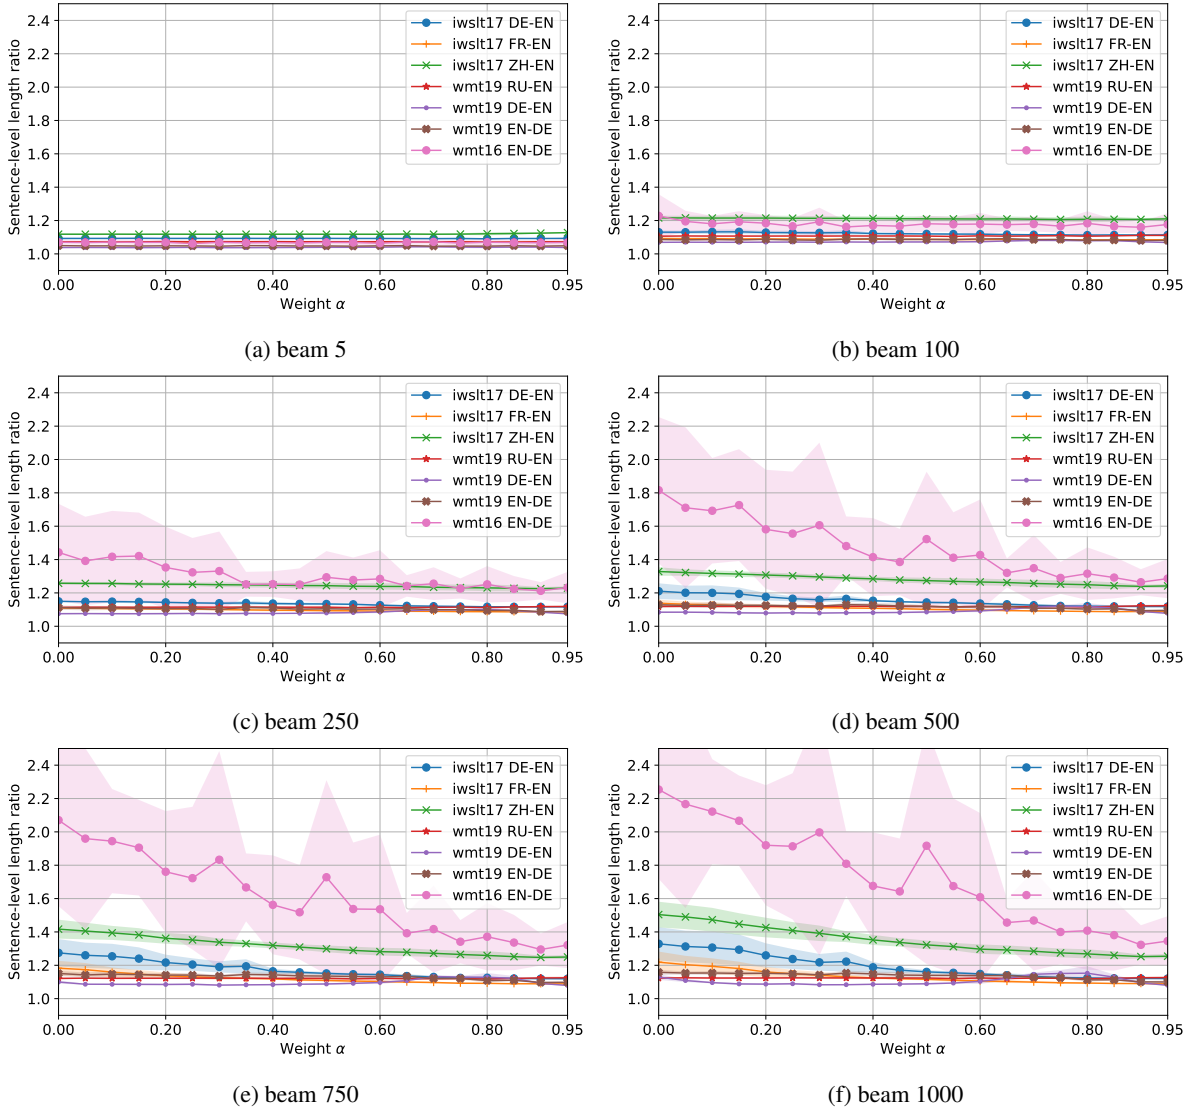 2.4
2.2
2.0
1.8
1.6
1.4
1.2
1.0
Sentence-level length ratio
0.00 0.20 0.40 0.60 0.80 0.95
Weight α
iwslt17 DE-EN
iwslt17 FR-EN
iwslt17 ZH-EN
wmt19 RU-EN
wmt19 DE-EN
wmt19 EN-DE
wmt16 EN-DE
(a) beam 5
2.4
2.2
2.0
1.8
1.6
1.4
1.2
1.0
Sentence-level length ratio
0.00 0.20 0.40 0.60 0.80 0.95
Weight α
iwslt17 DE-EN
iwslt17 FR-EN
iwslt17 ZH-EN
wmt19 RU-EN
wmt19 DE-EN
wmt19 EN-DE
wmt16 EN-DE
(b) beam 100
2.4
2.2
2.0
1.8
1.6
1.4
1.2
1.0
Sentence-level length ratio
0.00 0.20 0.40 0.60 0.80 0.95
Weight α
iwslt17 DE-EN
iwslt17 FR-EN
iwslt17 ZH-EN
wmt19 RU-EN
wmt19 DE-EN
wmt19 EN-DE
wmt16 EN-DE
(c) beam 250
2.4
2.2
2.0
1.8
1.6
1.4
1.2
1.0
Sentence-level length ratio
0.00 0.20 0.40 0.60 0.80 0.95
Weight α
iwslt17 DE-EN
iwslt17 FR-EN
iwslt17 ZH-EN
wmt19 RU-EN
wmt19 DE-EN
wmt19 EN-DE
wmt16 EN-DE
(d) beam 500
2.4
2.2
2.0
1.8
1.6
1.4
1.2
1.0
Sentence-level length ratio
0.00 0.20 0.40 0.60 0.80 0.95
Weight α
iwslt17 DE-EN
iwslt17 FR-EN
iwslt17 ZH-EN
wmt19 RU-EN
wmt19 DE-EN
wmt19 EN-DE
wmt16 EN-DE
(e) beam 750
2.4
2.2
2.0
1.8
1.6
1.4
1.2
1.0
Sentence-level length ratio
0.00 0.20 0.40 0.60 0.80 0.95
Weight α
iwslt17 DE-EN
iwslt17 FR-EN
iwslt17 ZH-EN
wmt19 RU-EN
wmt19 DE-EN
wmt19 EN-DE
wmt16 EN-DE
(f) beam 1000